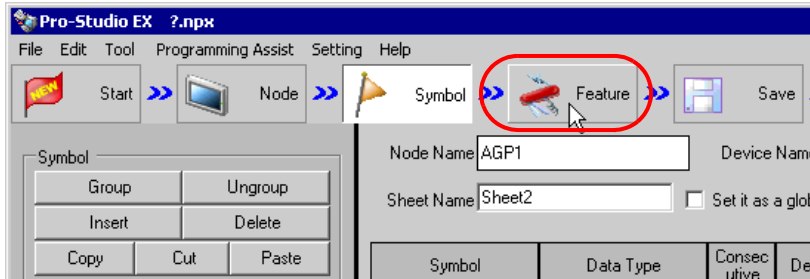 Pro-Studio EX ?.npx
File Edit Tool Programming Assist Setting Help
NEW Start Node Symbol Feature Save
Symbol
Group Ungroup
Insert Delete
Copy Cut Paste
Node Name AGP1 Device Nam
Sheet Name Sheet2 Set it as a glo
Symbol Data Type Consec
utive De